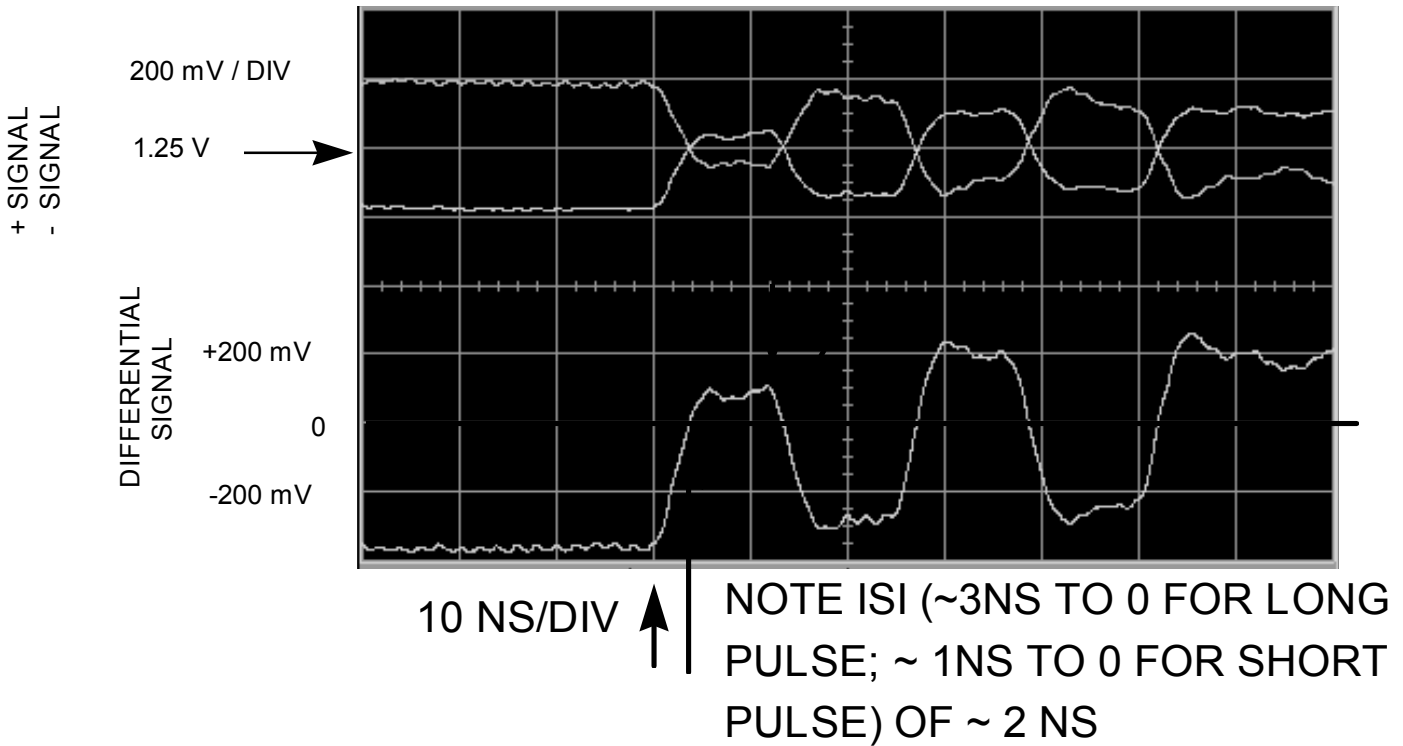 200 mV / DIV
+ SIGNAL
- SIGNAL
1.25 V
DIFFERENTIAL
SIGNAL
+200 mV
0
-200 mV
10 NS/DIV
NOTE ISI (~3NS TO 0 FOR LONG
PULSE; ~ 1NS TO 0 FOR SHORT
PULSE) OF ~ 2 NS